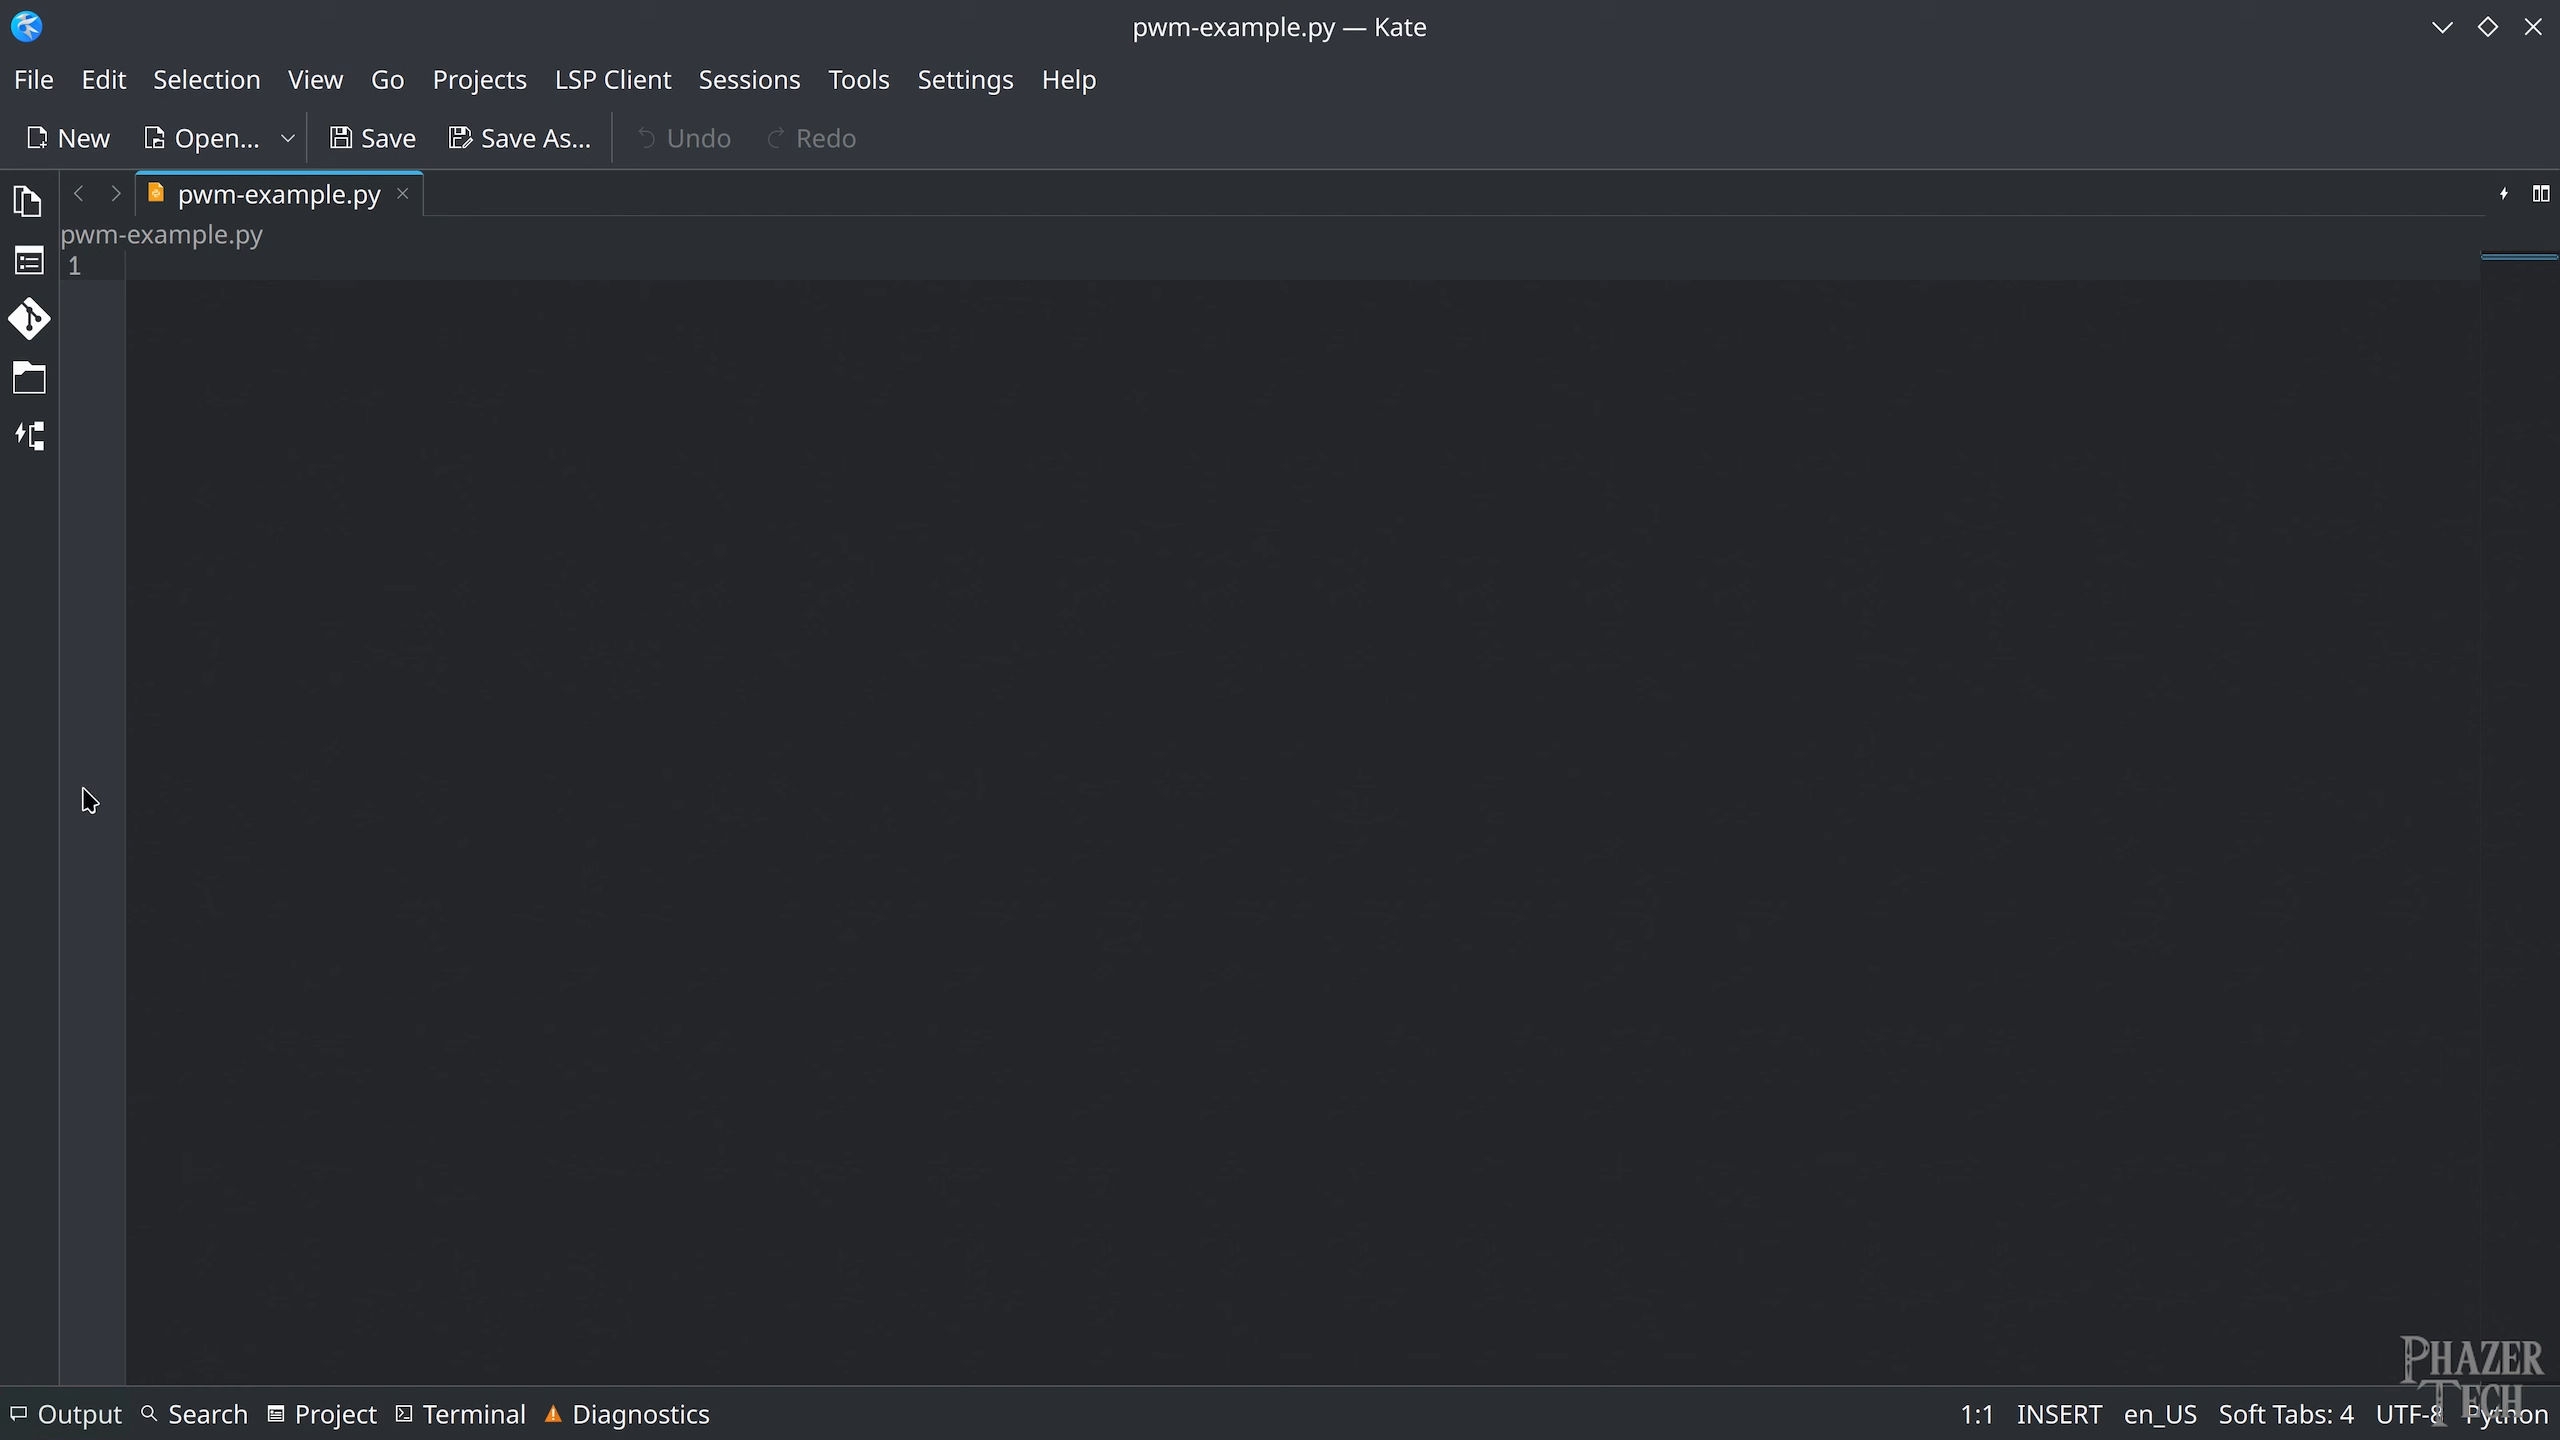 pwm-example.py — Kate
File Edit Selection View Go Projects LSP Client Sessions Tools Settings Help
New Open... Save Save As... Undo Redo
pwm-example.py
pwm-example.py
1
PHAZER
TECH
Output Search Project Terminal Diagnostics 1:1 INSERT en_US Soft Tabs: 4 UTF-8 Python